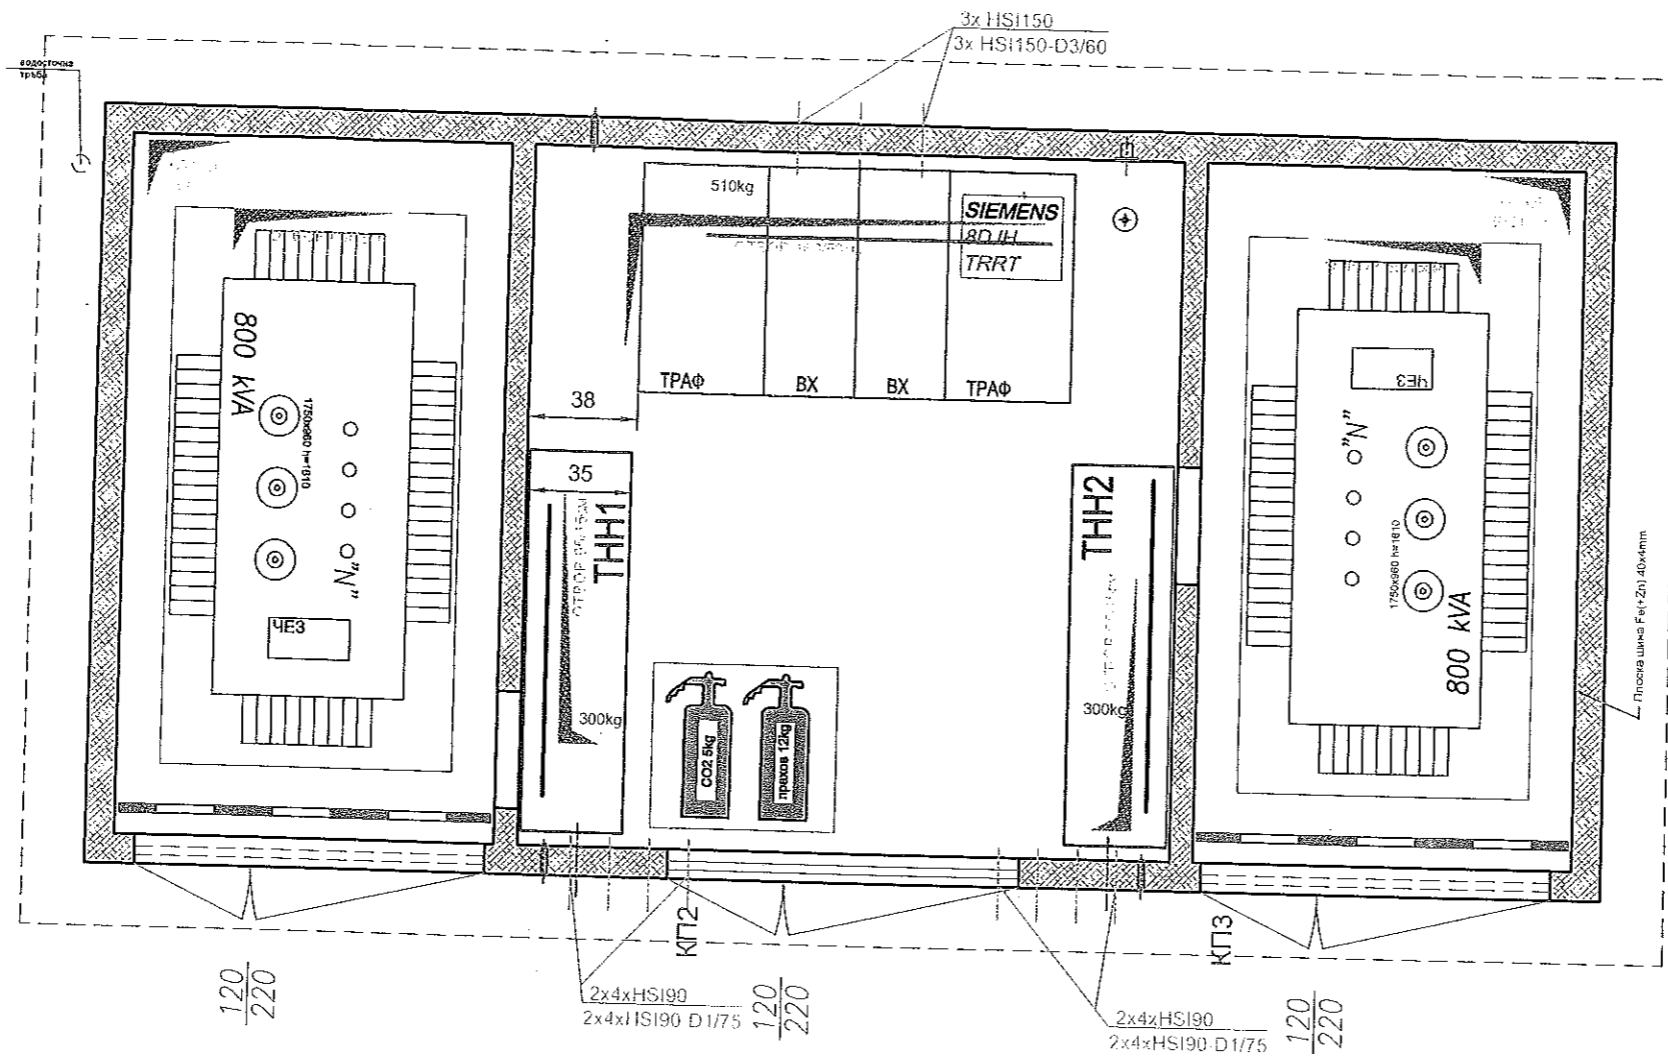 3x HSI150
3x HSI150-D3/60
водосточна
тръба
510kg
SIEMENS
8DJH
TRRT
ТРАФ
ВХ
ВХ
ТРАФ
38
35
ТНН1
300kg
ТНН2
300kg
800 kVA
1750x960 h=1610
„N“
ЧЕЗ
ЧЕЗ
„N“
1750x960 h=1610
800 kVA
CO2 5kg
прахов 12kg
Плоска шина Fe(+Zn) 40x4mm
КП2
КП3
120
220
2x4xHSI90
2x4xHSI90 D1/75
120
220
2x4xHSI90
2x4xHSI90-D1/75
120
220